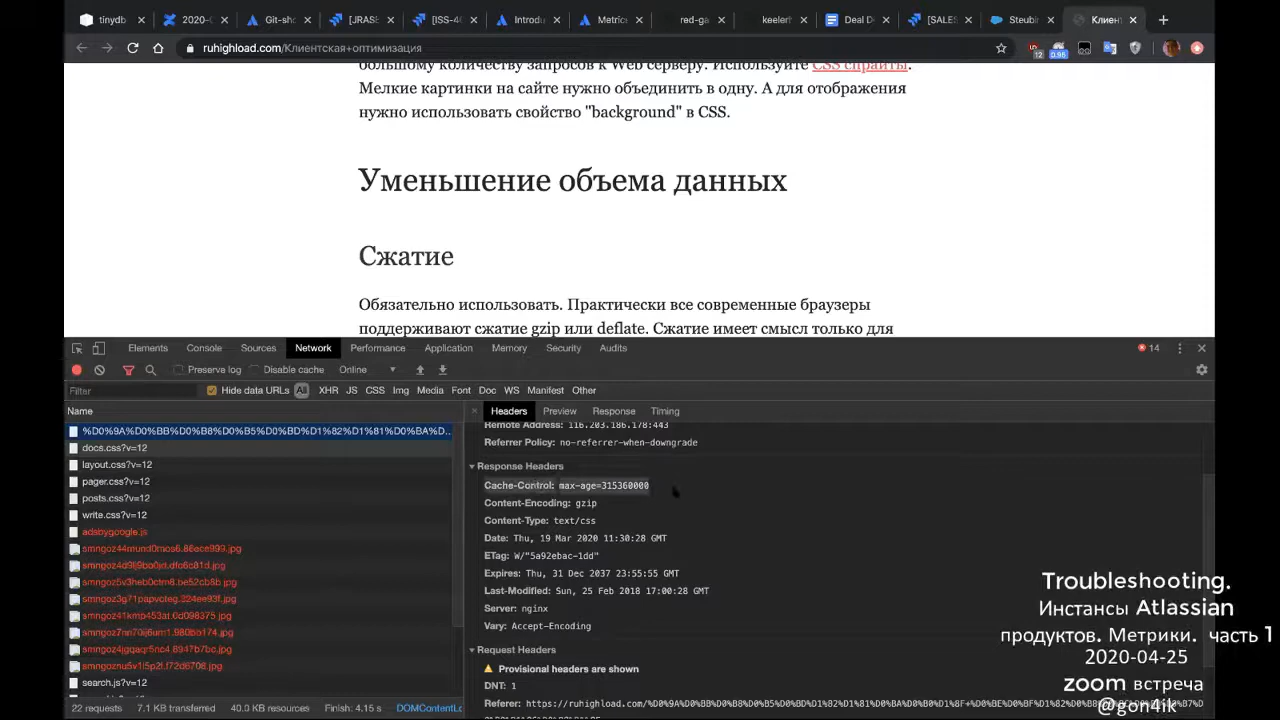 tinydb
2020-
Git-sho
[JRASE
[ISS-4
Introdu
Metrics
red-ga
keelerh
Deal D
[SALES
Steubin
Клиент
ruhighload.com/Клиентская+оптимизация
большому количеству запросов к Web серверу. Используйте CSS спрайты.
Мелкие картинки на сайте нужно объединить в одну. А для отображения
нужно использовать свойство "background" в CSS.
Уменьшение объема данных
Сжатие
Обязательно использовать. Практически все современные браузеры
поддерживают сжатие gzip или deflate. Сжатие имеет смысл только для
Elements Console Sources Network Performance Application Memory Security Audits 14
Preserve log Disable cache Online
Filter Hide data URLs All XHR JS CSS Img Media Font Doc WS Manifest Other
Name
%D0%9A%D0%BB%D0%B8%D0%B5%D0%BD%D1%82%D1%81%D0%BA%D...
docs.css?v=12
layout.css?v=12
pager.css?v=12
posts.css?v=12
write.css?v=12
adsbygoogle.js
search.js?v=12
22 requests 7.1 KB transferred 40.0 KB resources Finish: 4.15 s DOMContentLo
Headers Preview Response Timing
Remote Address: 116.203.186.178:443
Referrer Policy: no-referrer-when-downgrade
Response Headers
Cache-Control: max-age=315360000
Content-Encoding: gzip
Content-Type: text/css
Date: Thu, 19 Mar 2020 11:30:28 GMT
ETag: W/"5a92ebac-1dd"
Expires: Thu, 31 Dec 2037 23:55:55 GMT
Last-Modified: Sun, 25 Feb 2018 17:00:28 GMT
Server: nginx
Vary: Accept-Encoding
Request Headers
Provisional headers are shown
DNT: 1
Troubleshooting.
Инстансы Atlassian
продуктов. Метрики. часть 1
2020-04-25
zoom встреча
@gon4ik